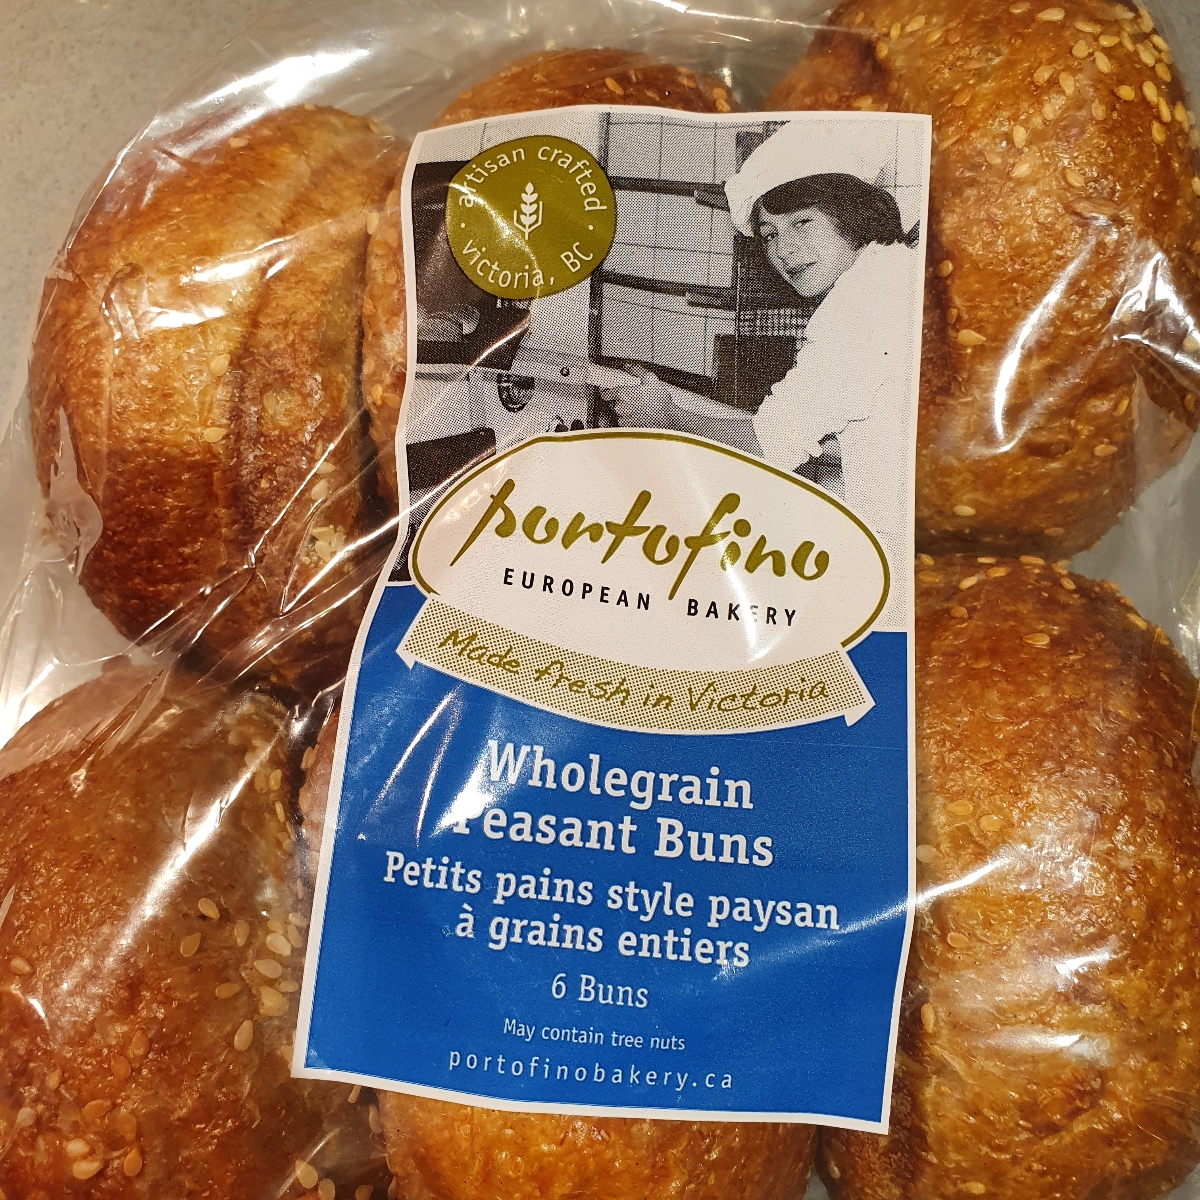 artisan crafted
· victoria, BC ·
portofino
EUROPEAN BAKERY
Made fresh in Victoria
Wholegrain
Peasant Buns
Petits pains style paysan
à grains entiers
6 Buns
May contain tree nuts
portofinobakery.ca